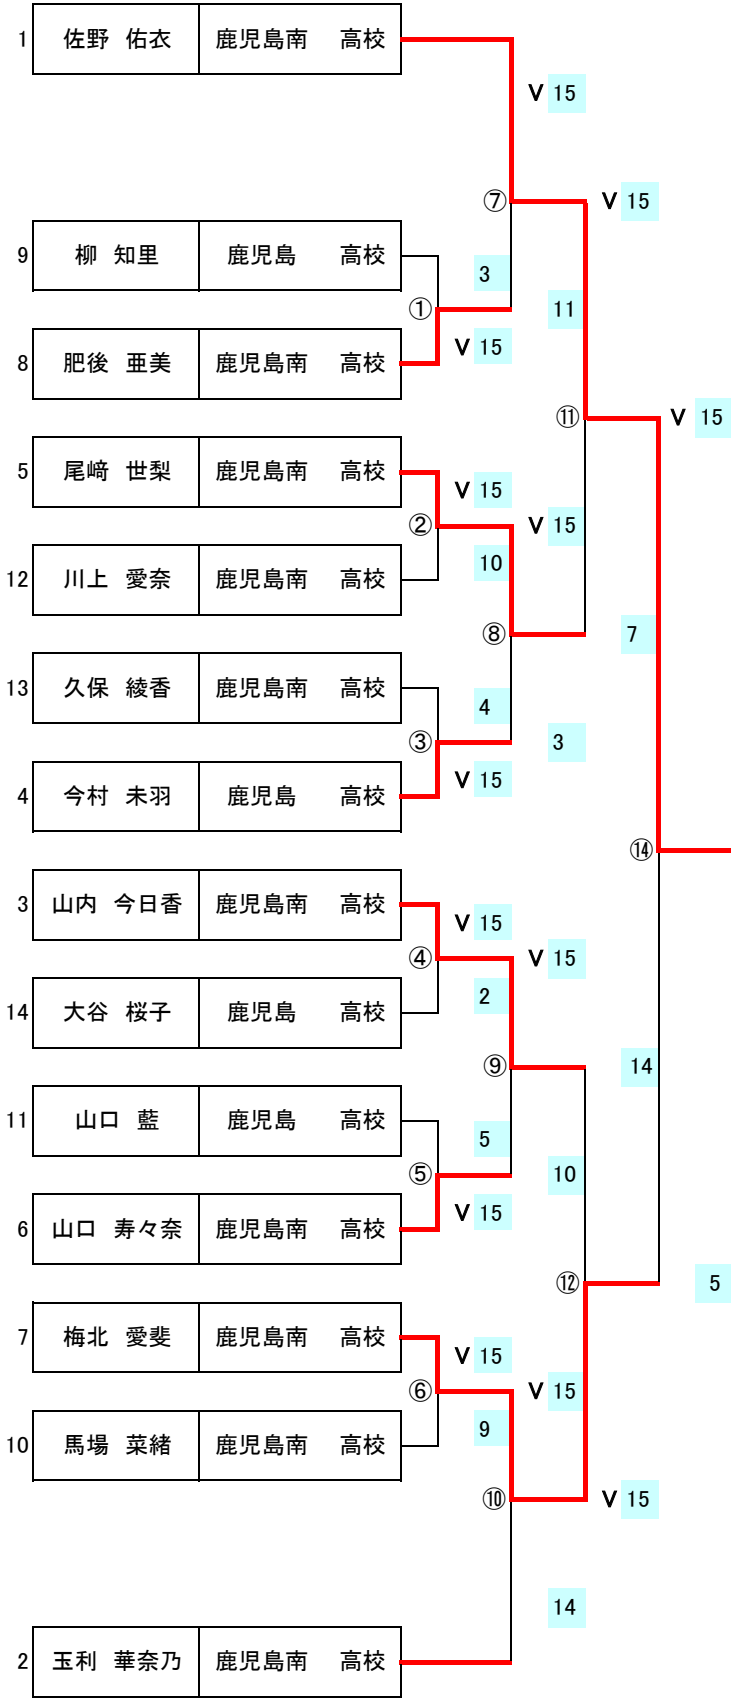 1 佐野 佑衣 鹿児島南 高校
V 15
⑦ V 15
9 柳 知里 鹿児島 高校
3
① 11
8 肥後 亜美 鹿児島南 高校 V 15
⑪ V 15
5 尾﨑 世梨 鹿児島南 高校 V 15
② V 15
12 川上 愛奈 鹿児島南 高校 10
⑧ 7
13 久保 綾香 鹿児島南 高校 4
③ 3
4 今村 未羽 鹿児島 高校 V 15
⑭
3 山内 今日香 鹿児島南 高校 V 15
④ V 15
14 大谷 桜子 鹿児島 高校 2
⑨ 14
11 山口 藍 鹿児島 高校 5
⑤ 10
6 山口 寿々奈 鹿児島南 高校 V 15
⑫ 5
7 梅北 愛斐 鹿児島南 高校 V 15
⑥ V 15
10 馬場 菜緒 鹿児島南 高校 9
⑩ V 15
14
2 玉利 華奈乃 鹿児島南 高校